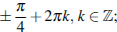 ± π/4 + 2πk, k ∈ ℤ;